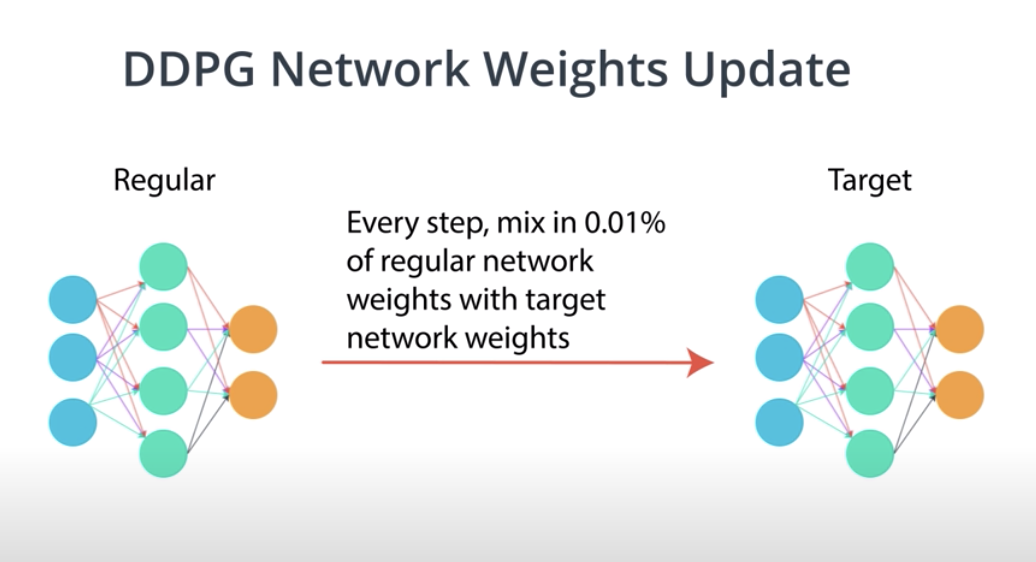 DDPG Network Weights Update
Regular
Target
Every step, mix in 0.01%
of regular network
weights with target
network weights